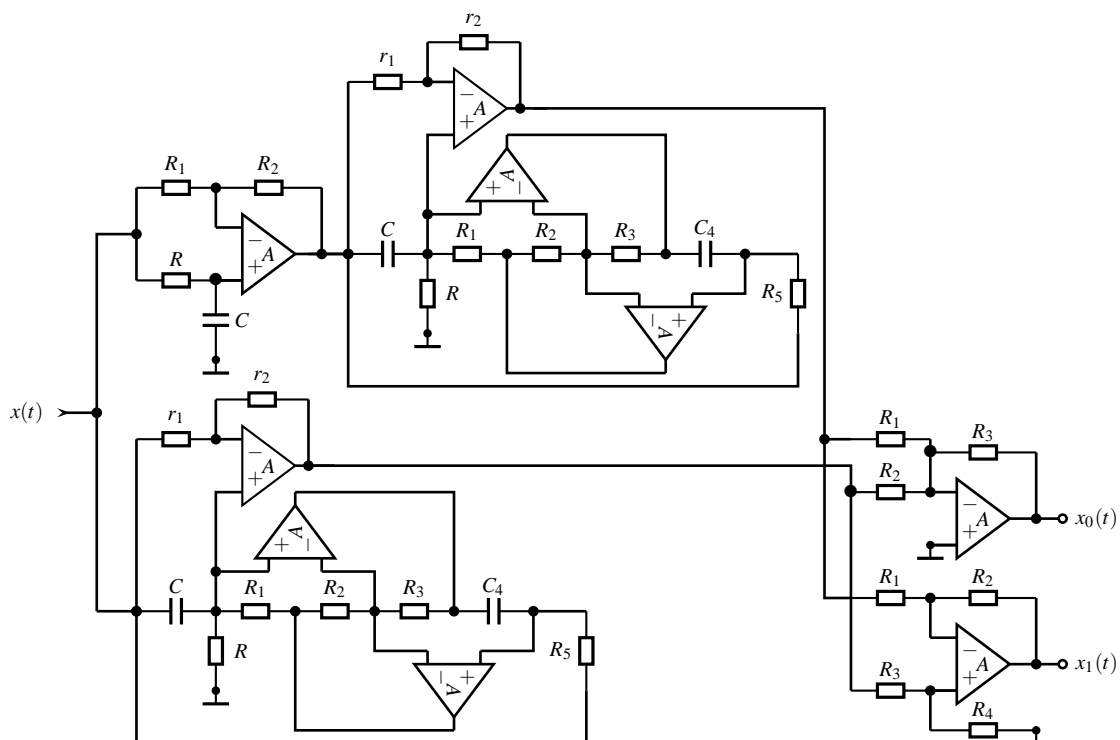 r₂
r₁
− A
+
R₁ R₂
+ A −
R − A
+
C
C R₁ R₂ R₃ C₄
R
R₅
− A +
x(t)
r₂
r₁
− A
+
+ A −
C R₁ R₂ R₃ C₄
R
R₅
− A +
R₁
R₃
R₂
− A
+
x₀(t)
R₁ R₂
− A
+
x₁(t)
R₃
R₄